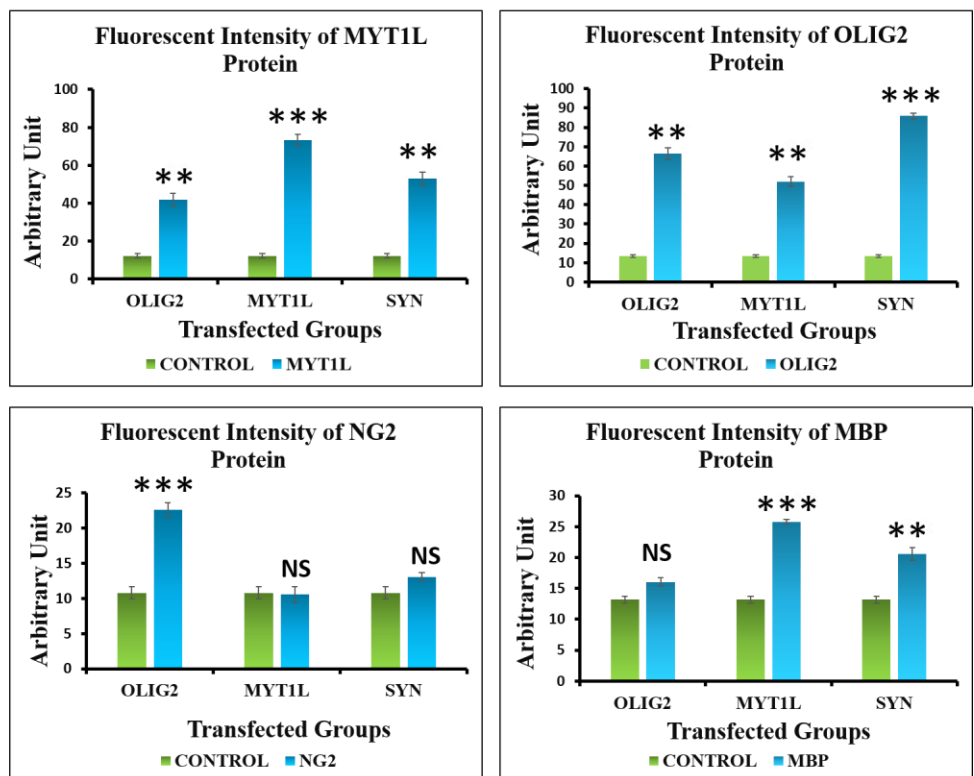 Fluorescent Intensity of MYT1L
Protein
Arbitrary Unit
100
80
60
40
20
0
**
***
**
OLIG2 MYT1L SYN
Transfected Groups
CONTROL MYT1L
Fluorescent Intensity of OLIG2
Protein
Arbitrary Unit
100
90
80
70
60
50
40
30
20
10
0
**
**
***
OLIG2 MYT1L SYN
Transfected Groups
CONTROL OLIG2
Fluorescent Intensity of NG2
Protein
Arbitrary Unit
25
20
15
10
5
0
***
NS
NS
OLIG2 MYT1L SYN
Transfected Groups
CONTROL NG2
Fluorescent Intensity of MBP
Protein
Arbitrary Unit
30
25
20
15
10
5
0
NS
***
**
OLIG2 MYT1L SYN
Transfected Groups
CONTROL MBP